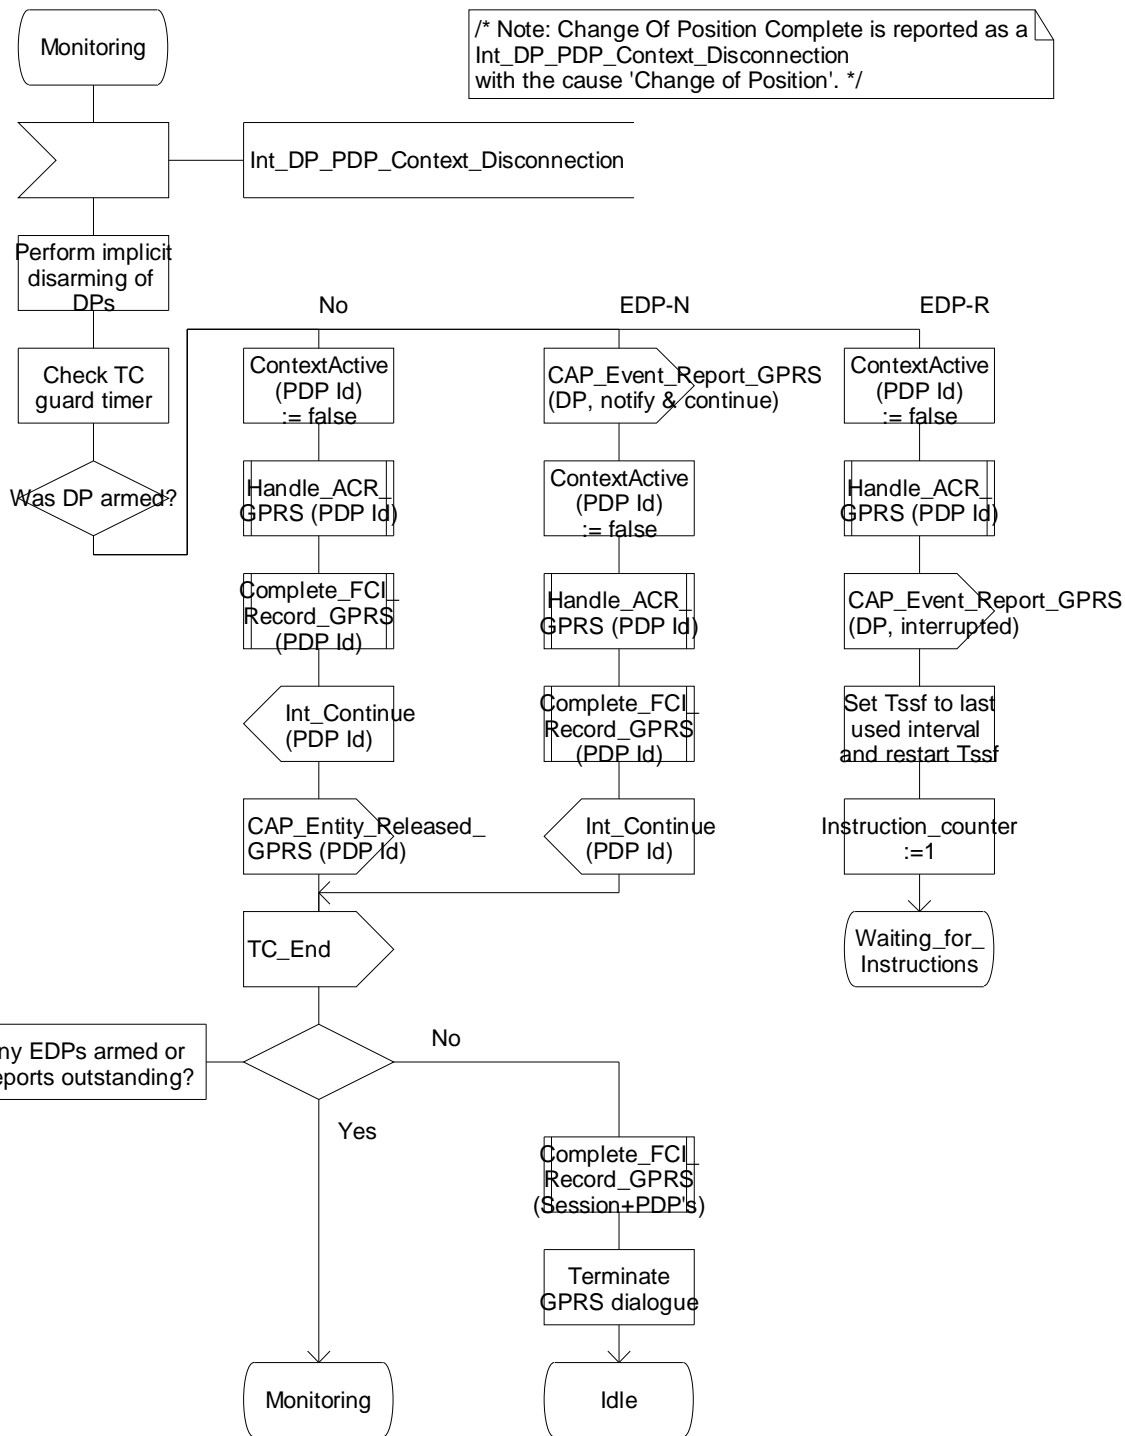 Monitoring
/* Note: Change Of Position Complete is reported as a
Int_DP_PDP_Context_Disconnection
with the cause 'Change of Position'. */
Int_DP_PDP_Context_Disconnection
Perform implicit
disarming of
DPs
Check TC
guard timer
Was DP armed?
No
EDP-N
EDP-R
ContextActive
(PDP Id)
:= false
Handle_ACR_
GPRS (PDP Id)
Complete_FCI_
Record_GPRS
(PDP Id)
Int_Continue
(PDP Id)
CAP_Entity_Released_
GPRS (PDP Id)
CAP_Event_Report_GPRS
(DP, notify & continue)
ContextActive
(PDP Id)
:= false
Handle_ACR_
GPRS (PDP Id)
Complete_FCI_
Record_GPRS
(PDP Id)
Int_Continue
(PDP Id)
ContextActive
(PDP Id)
:= false
Handle_ACR_
GPRS (PDP Id)
CAP_Event_Report_GPRS
(DP, interrupted)
Set Tssf to last
used interval
and restart Tssf
Instruction_counter
:=1
Waiting_for_
Instructions
TC_End
ny EDPs armed or
eports outstanding?
No
Yes
Complete_FCI_
Record_GPRS
(Session+PDP's)
Terminate
GPRS dialogue
Monitoring
Idle